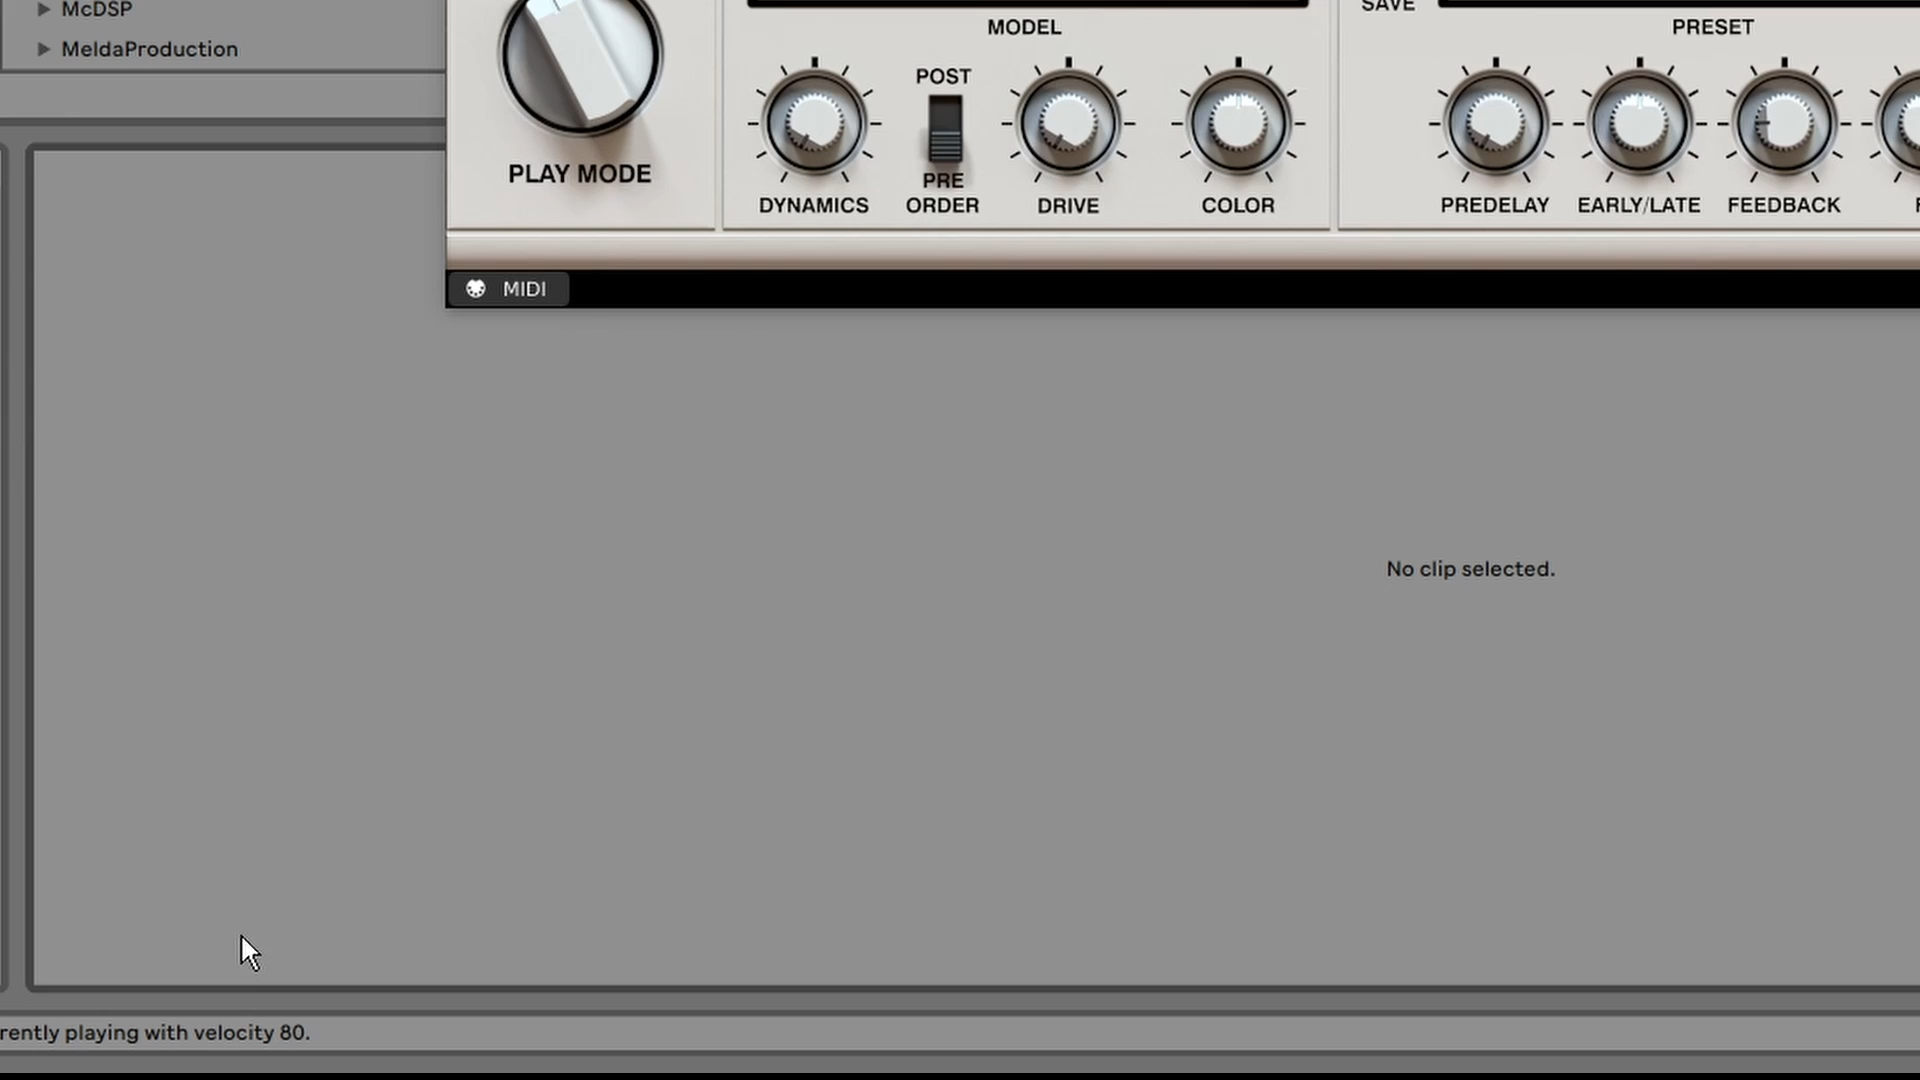 McDSP
MeldaProduction
SAVE
MODEL
PRESET
POST
PLAY MODE
PRE
DYNAMICS
ORDER
DRIVE
COLOR
PREDELAY
EARLY/LATE
FEEDBACK
MIDI
No clip selected.
rently playing with velocity 80.